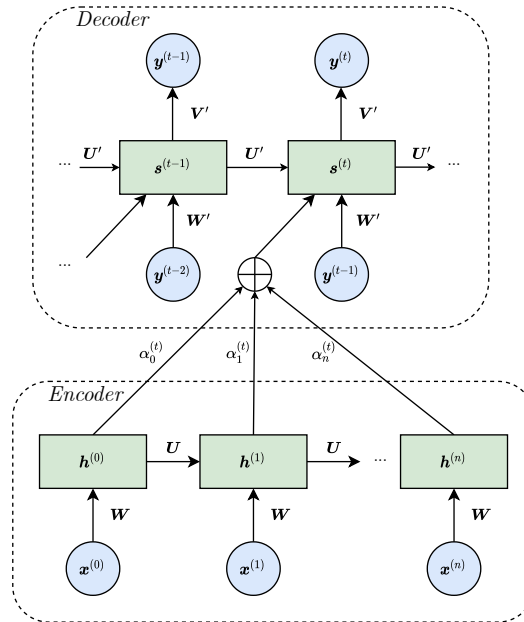 Decoder
y^(t−1) y^(t)
V′ V′
... U′ s^(t−1) U′ s^(t) U′ ...
W′ W′
... y^(t−2) y^(t−1)
α_0^(t) α_1^(t) α_n^(t)
Encoder
h^(0) U h^(1) U ... h^(n)
W W W
x^(0) x^(1) x^(n)